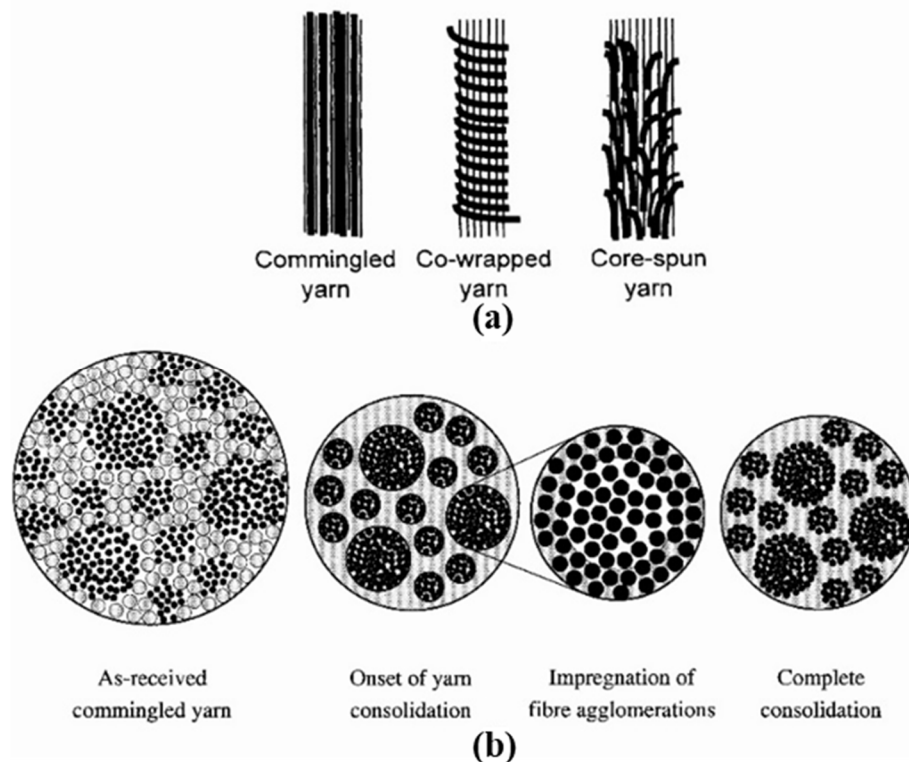 Commingled
yarn
Co-wrapped
yarn
Core-spun
yarn
(a)
As-received
commingled yarn
Onset of yarn
consolidation
Impregnation of
fibre agglomerations
Complete
consolidation
(b)